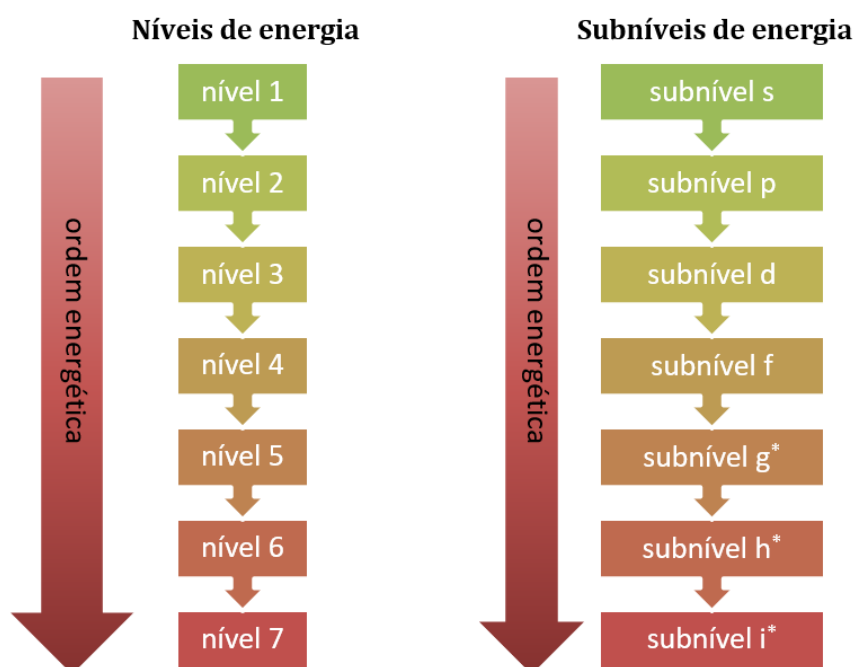 Níveis de energia
ordem energética
nível 1
nível 2
nível 3
nível 4
nível 5
nível 6
nível 7
Subníveis de energia
ordem energética
subnível s
subnível p
subnível d
subnível f
subnível g*
subnível h*
subnível i*